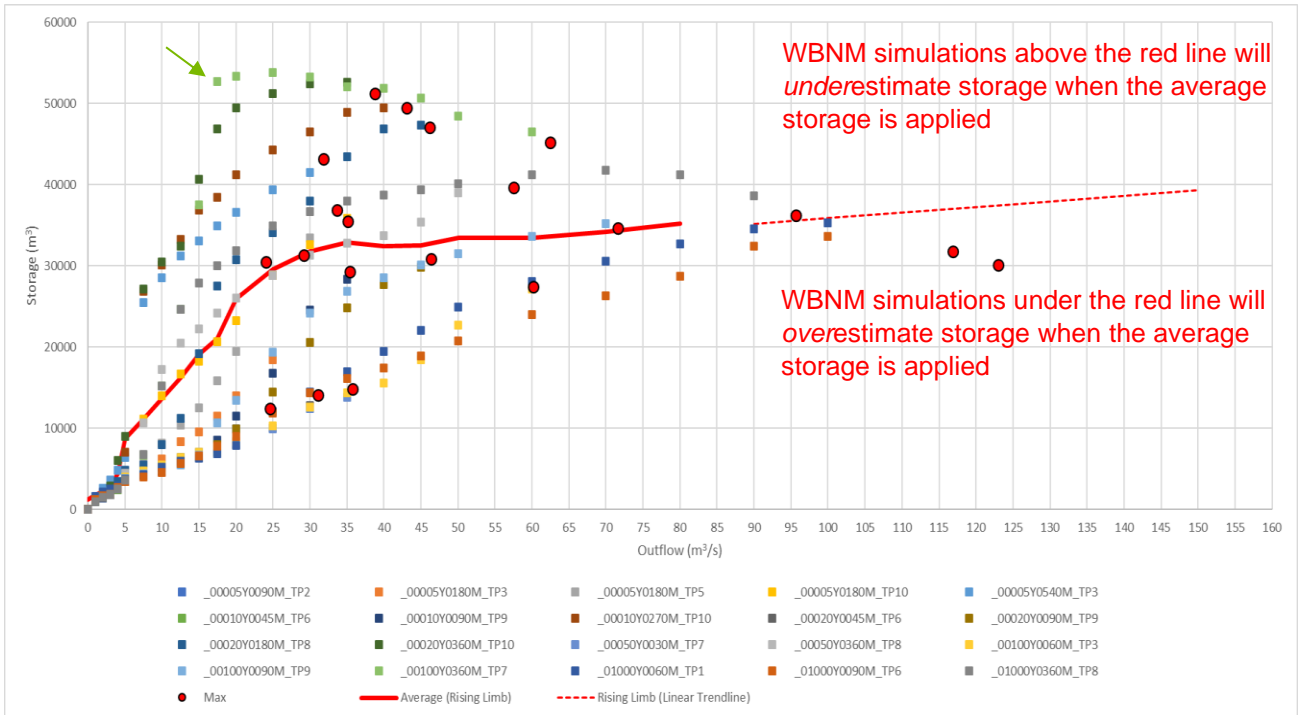 60000
50000
40000
30000
20000
10000
0
Storage (m³)
WBNM simulations above the red line will
underestimate storage when the average
storage is applied
WBNM simulations under the red line will
overestimate storage when the average
storage is applied
0 5 10 15 20 25 30 35 40 45 50 55 60 65 70 75 80 85 90 95 100 105 110 115 120 125 130 135 140 145 150 155 160
Outflow (m³/s)
_00005Y0090M_TP2 _00005Y0180M_TP3 _00005Y0180M_TP5 _00005Y0180M_TP10 _00005Y0540M_TP3
_00010Y0045M_TP6 _00010Y0090M_TP9 _00010Y0270M_TP10 _00020Y0045M_TP6 _00020Y0090M_TP9
_00020Y0180M_TP8 _00020Y0360M_TP10 _00050Y0030M_TP7 _00050Y0360M_TP8 _00100Y0060M_TP3
_00100Y0090M_TP9 _00100Y0360M_TP7 _01000Y0060M_TP1 _01000Y0090M_TP6 _01000Y0360M_TP8
Max Average (Rising Limb) Rising Limb (Linear Trendline)